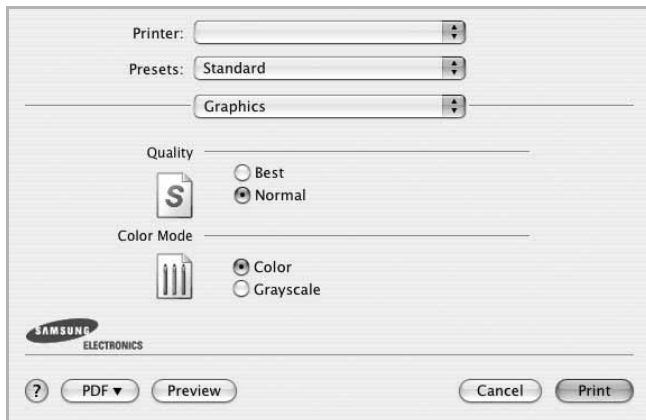 Printer:
Presets: Standard
Graphics
Quality
Best
S
Normal
Color Mode
Color
Grayscale
SAMSUNG
ELECTRONICS
? PDF ▼ Preview Cancel Print